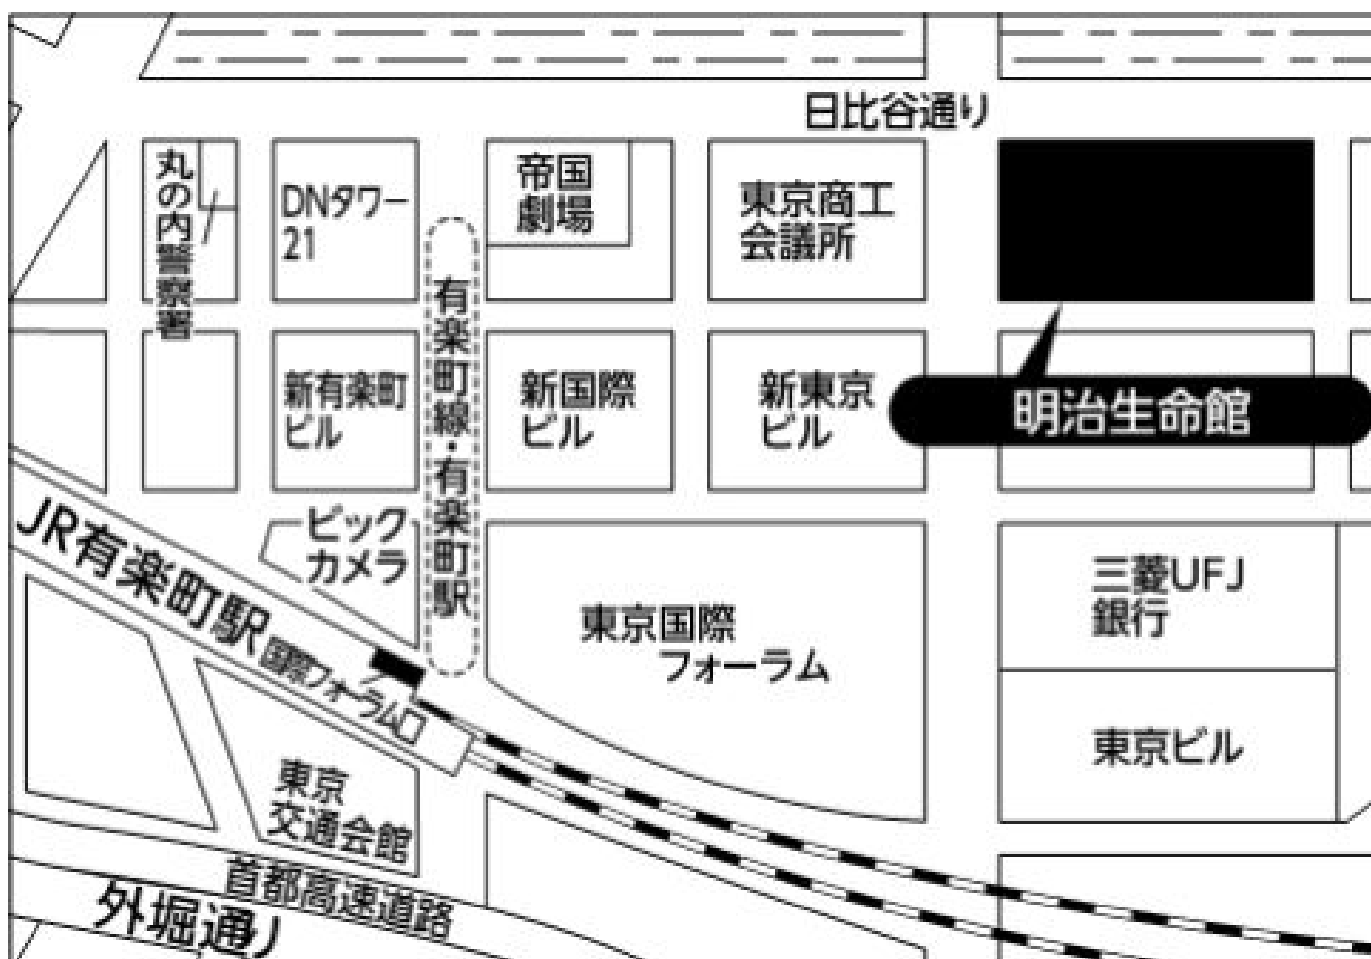 日比谷通り
丸の内警察署
DNタワー
21
帝国
劇場
東京商工
会議所
有楽町線・有楽町駅
新有楽町
ビル
新国際
ビル
新東京
ビル
明治生命館
ビック
カメラ
JR有楽町駅
国際フォーラム口
東京国際
フォーラム
三菱UFJ
銀行
東京ビル
東京
交通会館
首都高速道路
外堀通り